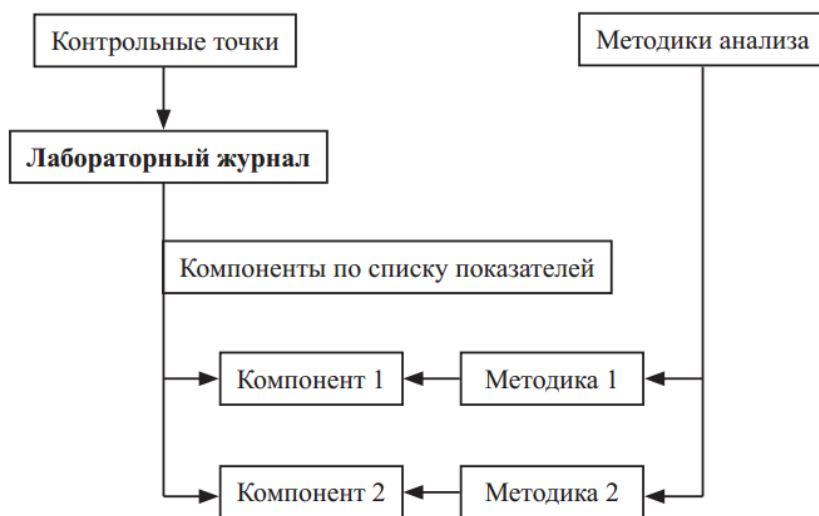 Контрольные точки
Методики анализа
Лабораторный журнал
Компоненты по списку показателей
Компонент 1
Методика 1
Компонент 2
Методика 2